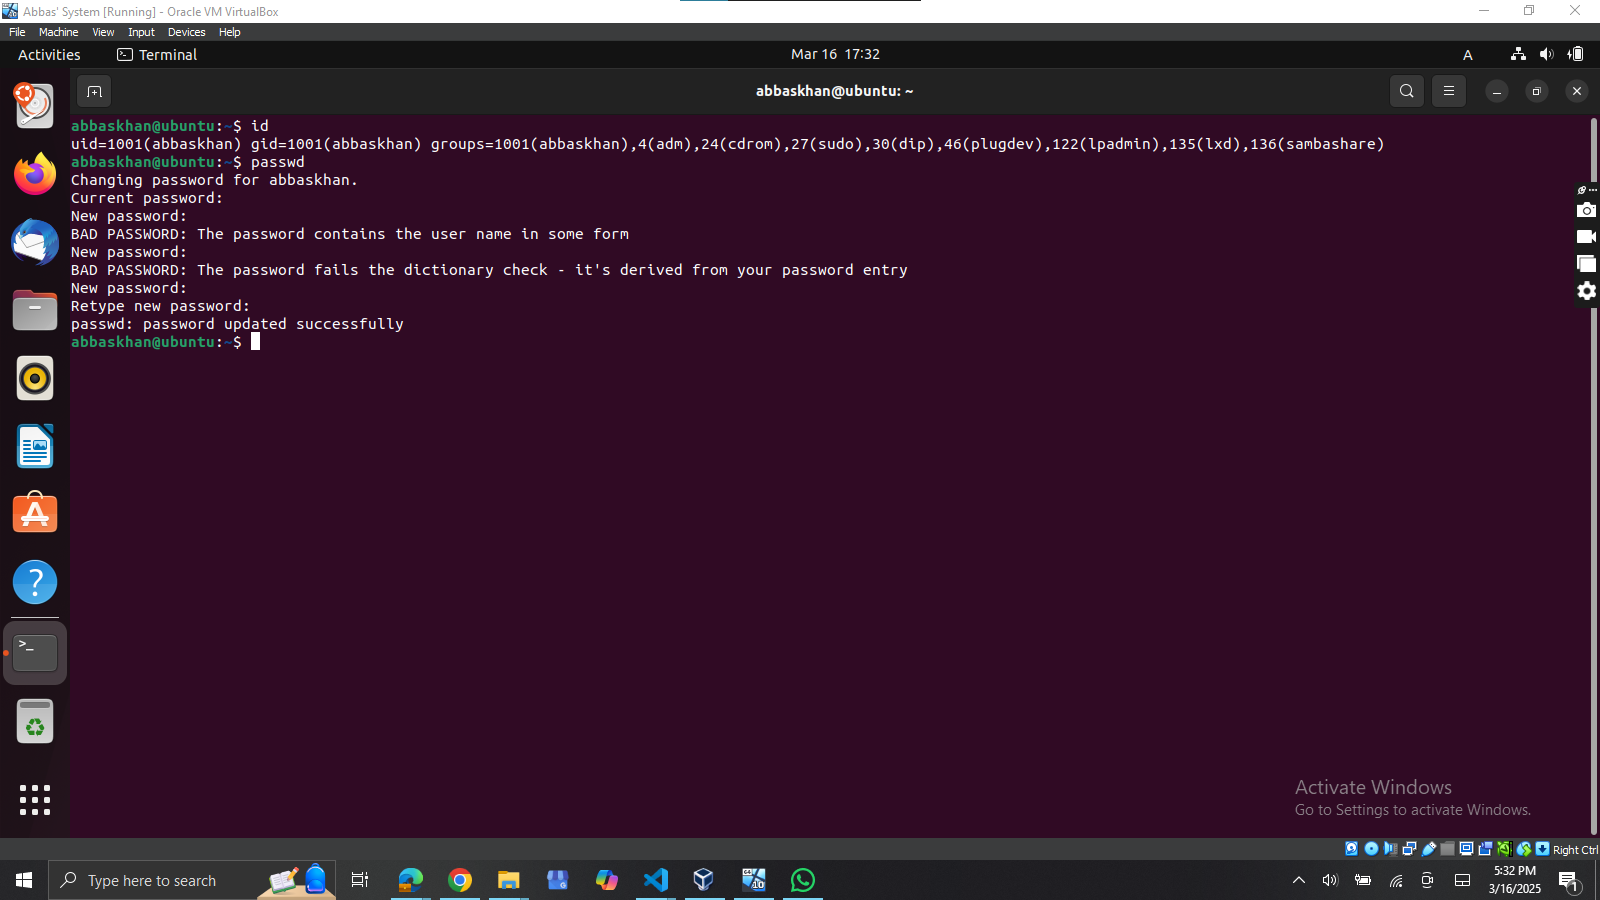 Abbas' System [Running] - Oracle VM VirtualBox
File Machine View Input Devices Help
Activities Terminal Mar 16 17:32 A
abbaskhan@ubuntu: ~
abbaskhan@ubuntu:~$ id
uid=1001(abbaskhan) gid=1001(abbaskhan) groups=1001(abbaskhan),4(adm),24(cdrom),27(sudo),30(dip),46(plugdev),122(lpadmin),135(lxd),136(sambashare)
abbaskhan@ubuntu:~$ passwd
Changing password for abbaskhan.
Current password:
New password:
BAD PASSWORD: The password contains the user name in some form
New password:
BAD PASSWORD: The password fails the dictionary check - it's derived from your password entry
New password:
Retype new password:
passwd: password updated successfully
abbaskhan@ubuntu:~$
Activate Windows
Go to Settings to activate Windows.
Right Ctrl
Type here to search
5:32 PM
3/16/2025
1